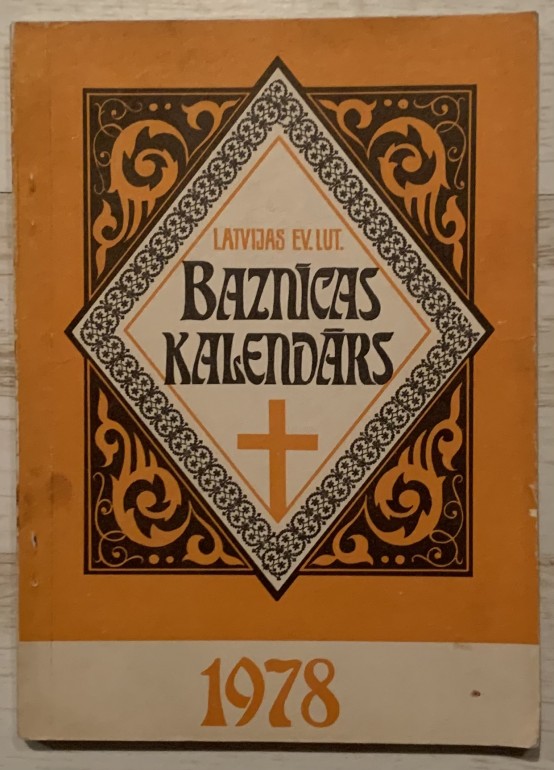 LATVIJAS EV. LUT.
BAZNĪCAS
KALENDĀRS
1978